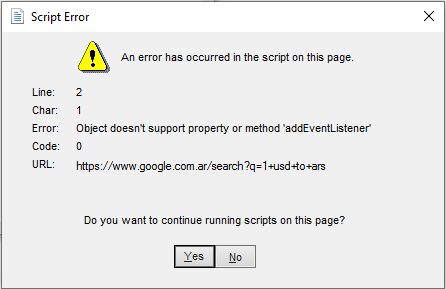 Script Error
An error has occurred in the script on this page.
Line: 2
Char: 1
Error: Object doesn't support property or method 'addEventListener'
Code: 0
URL: https://www.google.com.ar/search?q=1+usd+to+ars
Do you want to continue running scripts on this page?
Yes No